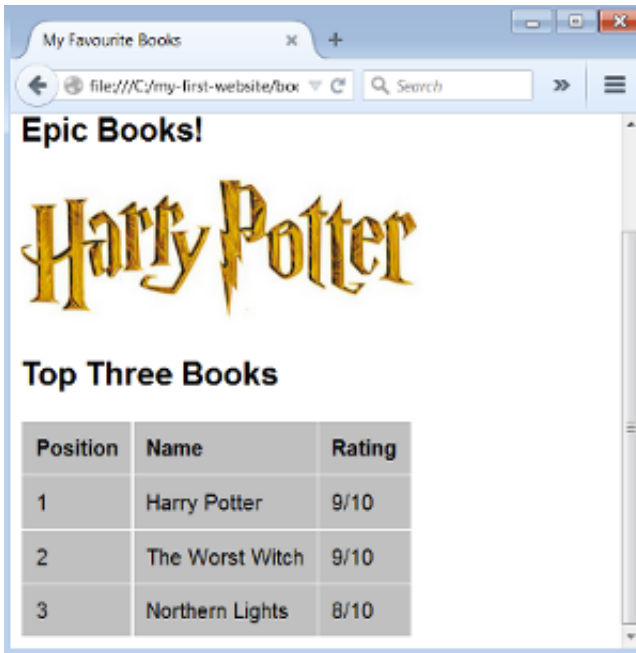 My Favourite Books
file:///C:/my-first-website/box
Search
Epic Books!
Harry Potter
Top Three Books
Position Name Rating
1 Harry Potter 9/10
2 The Worst Witch 9/10
3 Northern Lights 8/10